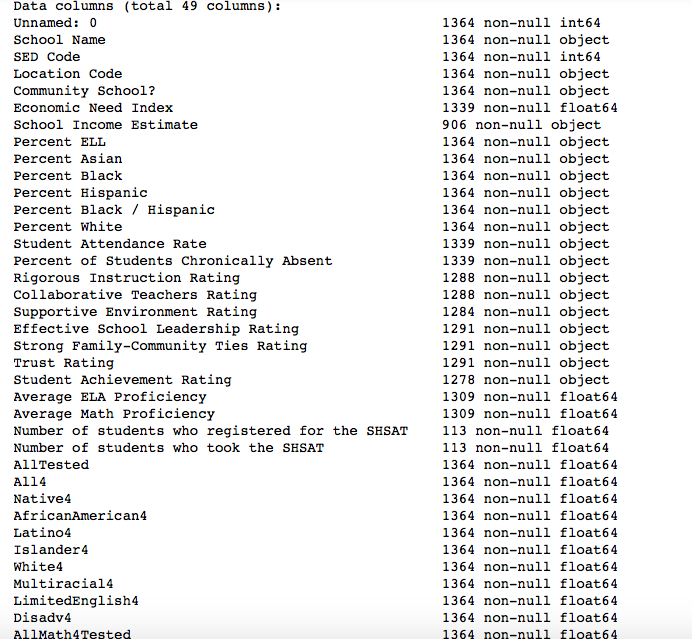 Data columns (total 49 columns):
Unnamed: 0 1364 non-null int64
School Name 1364 non-null object
SED Code 1364 non-null int64
Location Code 1364 non-null object
Community School? 1364 non-null object
Economic Need Index 1339 non-null float64
School Income Estimate 906 non-null object
Percent ELL 1364 non-null object
Percent Asian 1364 non-null object
Percent Black 1364 non-null object
Percent Hispanic 1364 non-null object
Percent Black / Hispanic 1364 non-null object
Percent White 1364 non-null object
Student Attendance Rate 1339 non-null object
Percent of Students Chronically Absent 1339 non-null object
Rigorous Instruction Rating 1288 non-null object
Collaborative Teachers Rating 1288 non-null object
Supportive Environment Rating 1284 non-null object
Effective School Leadership Rating 1291 non-null object
Strong Family-Community Ties Rating 1291 non-null object
Trust Rating 1291 non-null object
Student Achievement Rating 1278 non-null object
Average ELA Proficiency 1309 non-null float64
Average Math Proficiency 1309 non-null float64
Number of students who registered for the SHSAT 113 non-null float64
Number of students who took the SHSAT 113 non-null float64
AllTested 1364 non-null float64
All4 1364 non-null float64
Native4 1364 non-null float64
AfricanAmerican4 1364 non-null float64
Latino4 1364 non-null float64
Islander4 1364 non-null float64
White4 1364 non-null float64
Multiracial4 1364 non-null float64
LimitedEnglish4 1364 non-null float64
Disadv4 1364 non-null float64
AllMath4Tested 1364 non-null float64